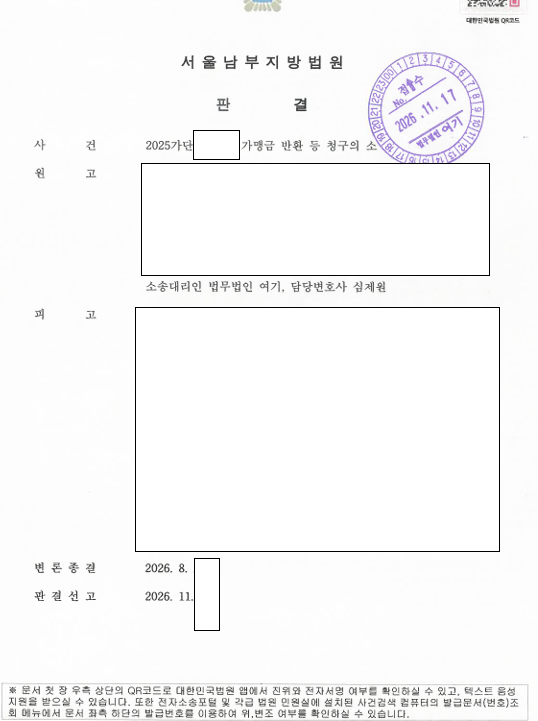 대한민국법원 QR코드
서울남부지방법원
판 결
접수
No.
2026.11.17
법무법인 여기
사 건 2025가단 가맹금 반환 등 청구의 소
원 고
소송대리인 법무법인 여기, 담당변호사 심제원
피 고
변론종결 2026. 8.
판결선고 2026. 11.
※ 문서 첫 장 우측 상단의 QR코드로 대한민국법원 앱에서 진위와 전자서명 여부를 확인하실 수 있고, 텍스트 음성
지원을 받으실 수 있습니다. 또한 전자소송포털 및 각급 법원 민원실에 설치된 사건검색 컴퓨터의 발급문서(번호)조
회 메뉴에서 문서 좌측 하단의 발급번호를 이용하여 위,변조 여부를 확인하실 수 있습니다.